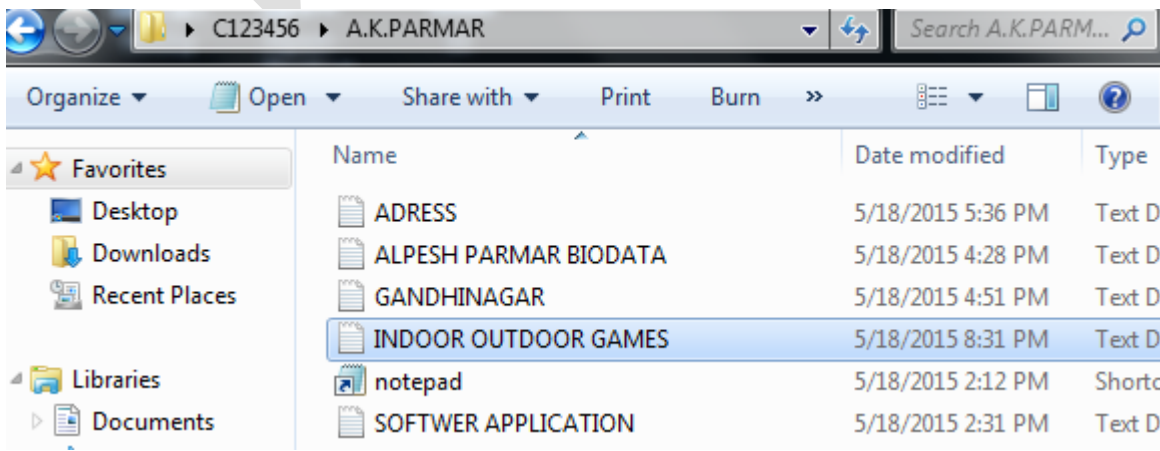 C123456 A.K.PARMAR Search A.K.PARM...
Organize Open Share with Print Burn »
Name Date modified Type
Favorites
Desktop
Downloads
Recent Places
Libraries
Documents
ADRESS 5/18/2015 5:36 PM Text D
ALPESH PARMAR BIODATA 5/18/2015 4:28 PM Text D
GANDHINAGAR 5/18/2015 4:51 PM Text D
INDOOR OUTDOOR GAMES 5/18/2015 8:31 PM Text D
notepad 5/18/2015 2:12 PM Shortc
SOFTWER APPLICATION 5/18/2015 2:31 PM Text D